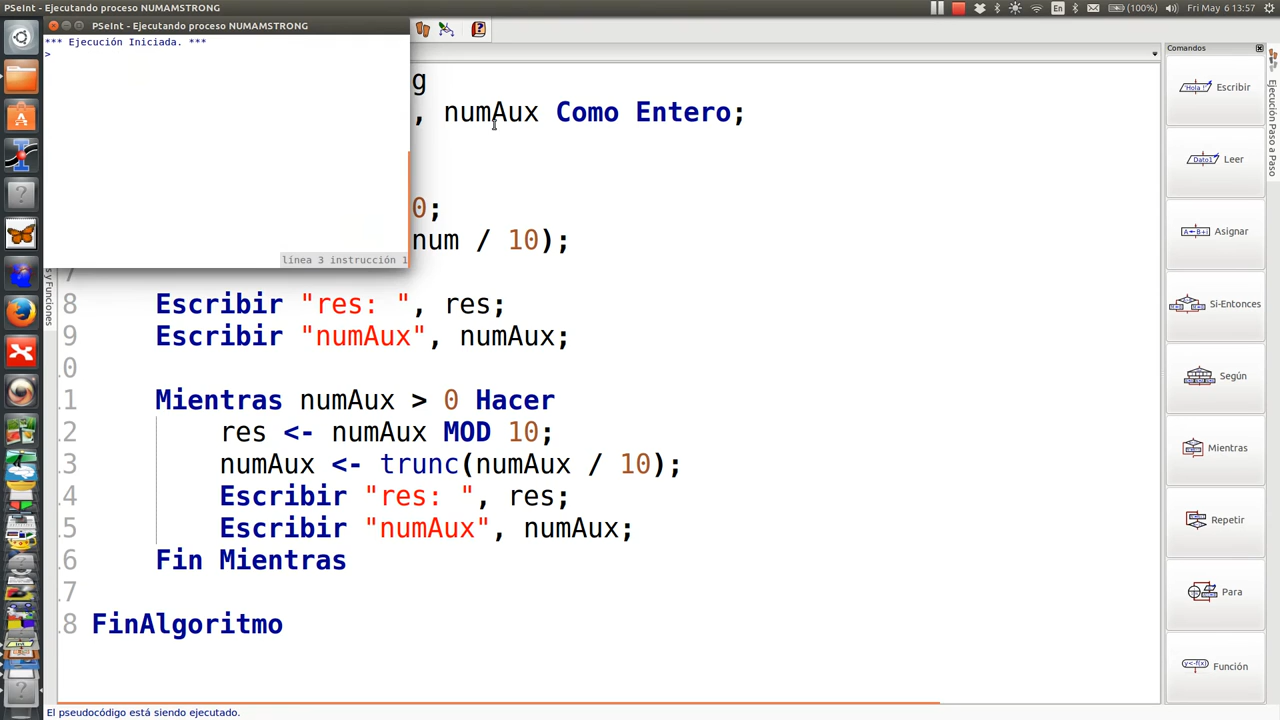 PSeInt - Ejecutando proceso NUMAMSTRONG
En
(100%)
Fri May 6 13:57
PSeInt - Ejecutando proceso NUMAMSTRONG
*** Ejecución Iniciada. ***
>
linea 3 instrucción 1
g
, numAux Como Entero;
0;
num / 10);
7
8 Escribir "res: ", res;
9 Escribir "numAux", numAux;
.0
.1 Mientras numAux > 0 Hacer
.2 res <- numAux MOD 10;
.3 numAux <- trunc(numAux / 10);
.4 Escribir "res: ", res;
.5 Escribir "numAux", numAux;
.6 Fin Mientras
.7
.8 FinAlgoritmo
s y Funciones
Comandos
Escribir
Leer
Asignar
Si-Entonces
Según
Mientras
Repetir
Para
Función
Ejecución Paso a Paso
El pseudocódigo está siendo ejecutado.